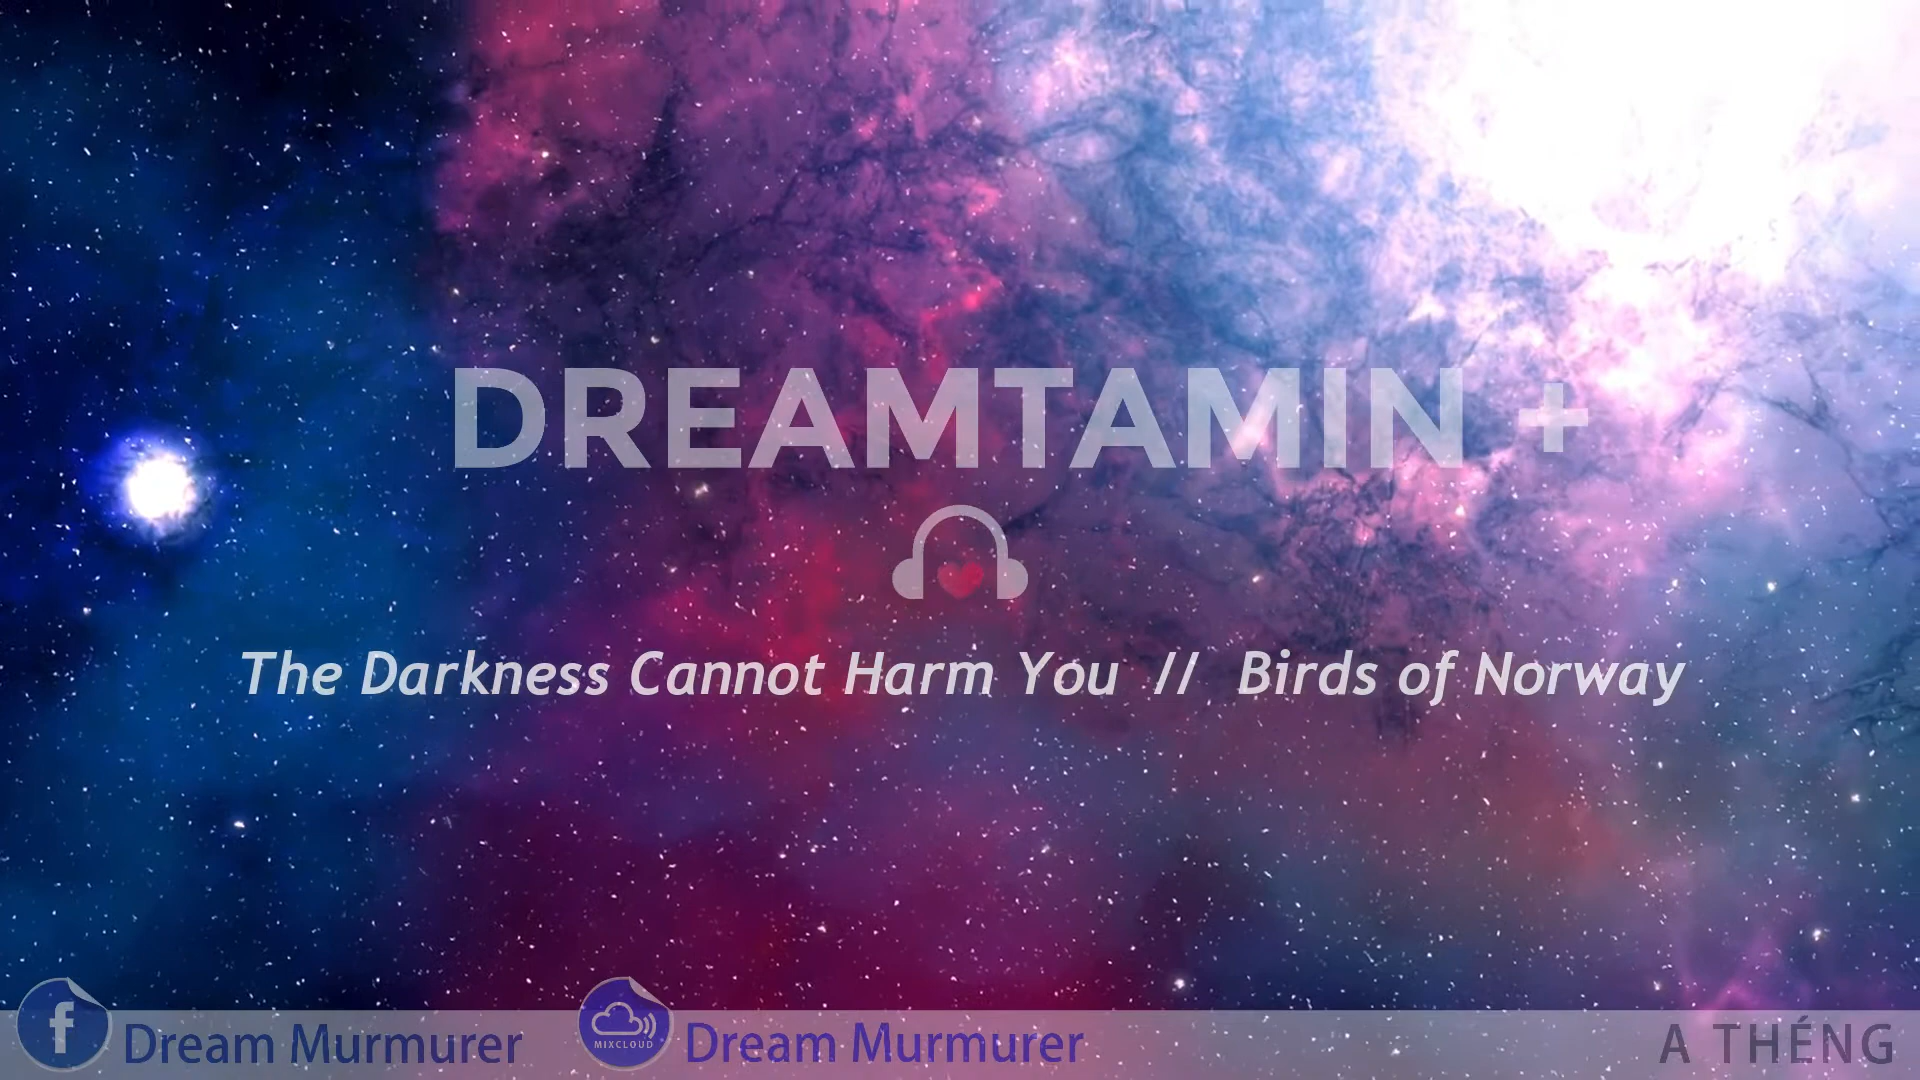 DREAMTAMIN +
The Darkness Cannot Harm You // Birds of Norway
f Dream Murmurer MIXCLOUD Dream Murmurer A THÉNG